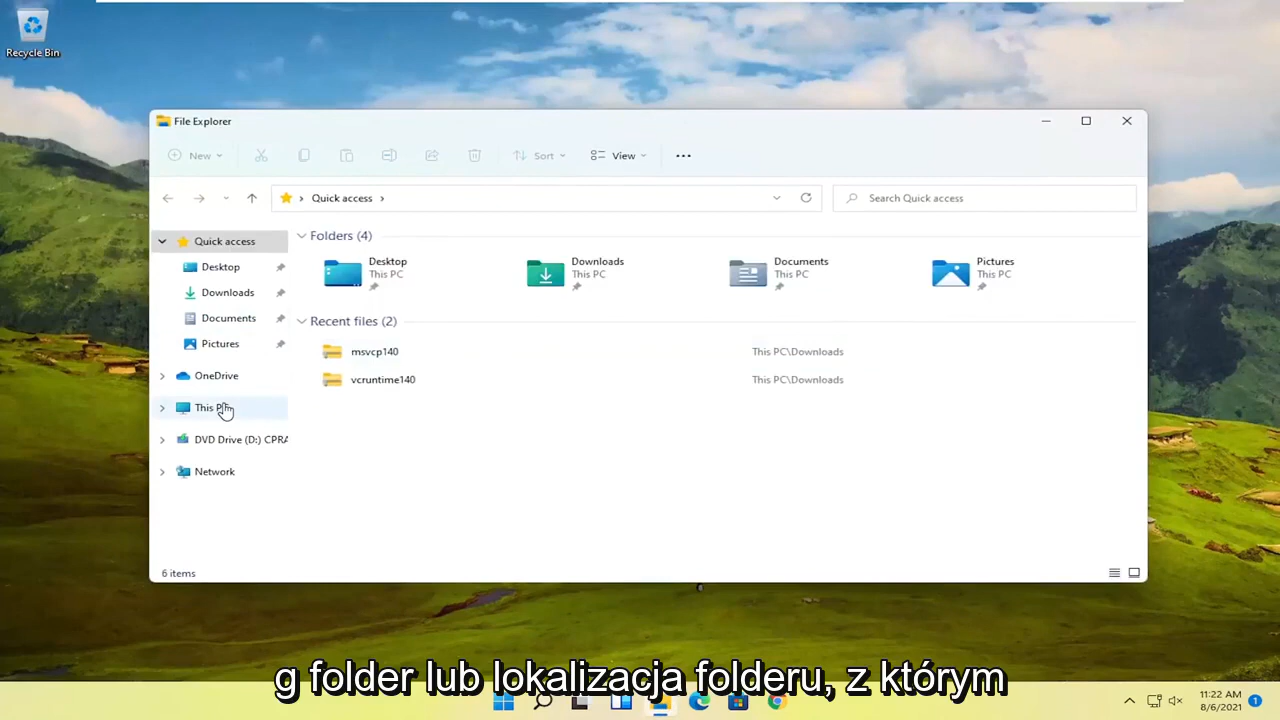 Recycle Bin
File Explorer
New
Sort
View
Quick access
Search Quick access
Quick access
Desktop
Downloads
Documents
Pictures
OneDrive
This
DVD Drive (D:) CPRA
Network
Folders (4)
Desktop
This PC
Downloads
This PC
Documents
This PC
Pictures
This PC
Recent files (2)
msvcp140 This PC\Downloads
vcruntime140 This PC\Downloads
6 items
g folder lub lokalizacja folderu, z którym
11:22 AM
8/6/2021
1